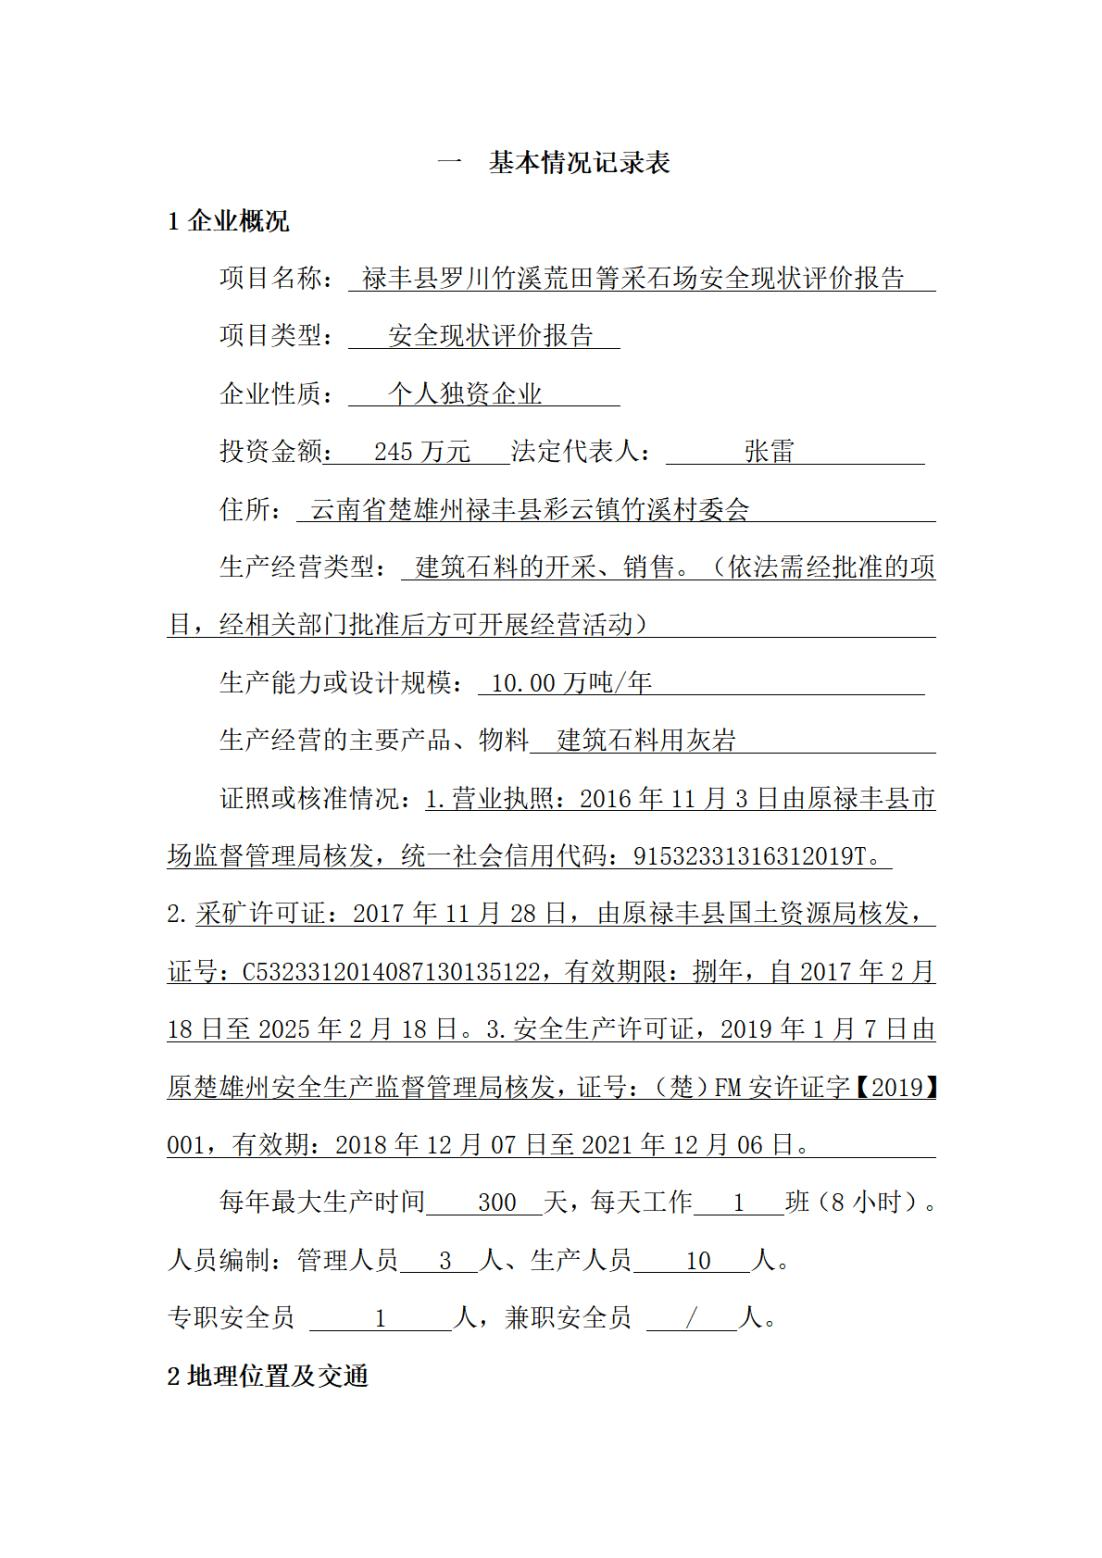 一 基本情况记录表
1 企业概况
项目名称： 禄丰县罗川竹溪荒田箐采石场安全现状评价报告
项目类型： 安全现状评价报告
企业性质： 个人独资企业
投资金额： 245 万元 法定代表人： 张雷
住所： 云南省楚雄州禄丰县彩云镇竹溪村委会
生产经营类型： 建筑石料的开采、销售。（依法需经批准的项
目，经相关部门批准后方可开展经营活动）
生产能力或设计规模： 10.00 万吨/年
生产经营的主要产品、物料 建筑石料用灰岩
证照或核准情况：1.营业执照：2016 年 11 月 3 日由原禄丰县市
场监督管理局核发，统一社会信用代码：91532331316312019T。
2. 采矿许可证：2017 年 11 月 28 日，由原禄丰县国土资源局核发，
证号：C5323312014087130135122，有效期限：捌年，自 2017 年 2 月
18 日至 2025 年 2 月 18 日。3. 安全生产许可证，2019 年 1 月 7 日由
原楚雄州安全生产监督管理局核发，证号：（楚）FM 安许证字【2019】
001，有效期：2018 年 12 月 07 日至 2021 年 12 月 06 日。
每年最大生产时间 300 天，每天工作 1 班（8 小时）。
人员编制：管理人员 3 人、生产人员 10 人。
专职安全员 1 人，兼职安全员 / 人。
2 地理位置及交通